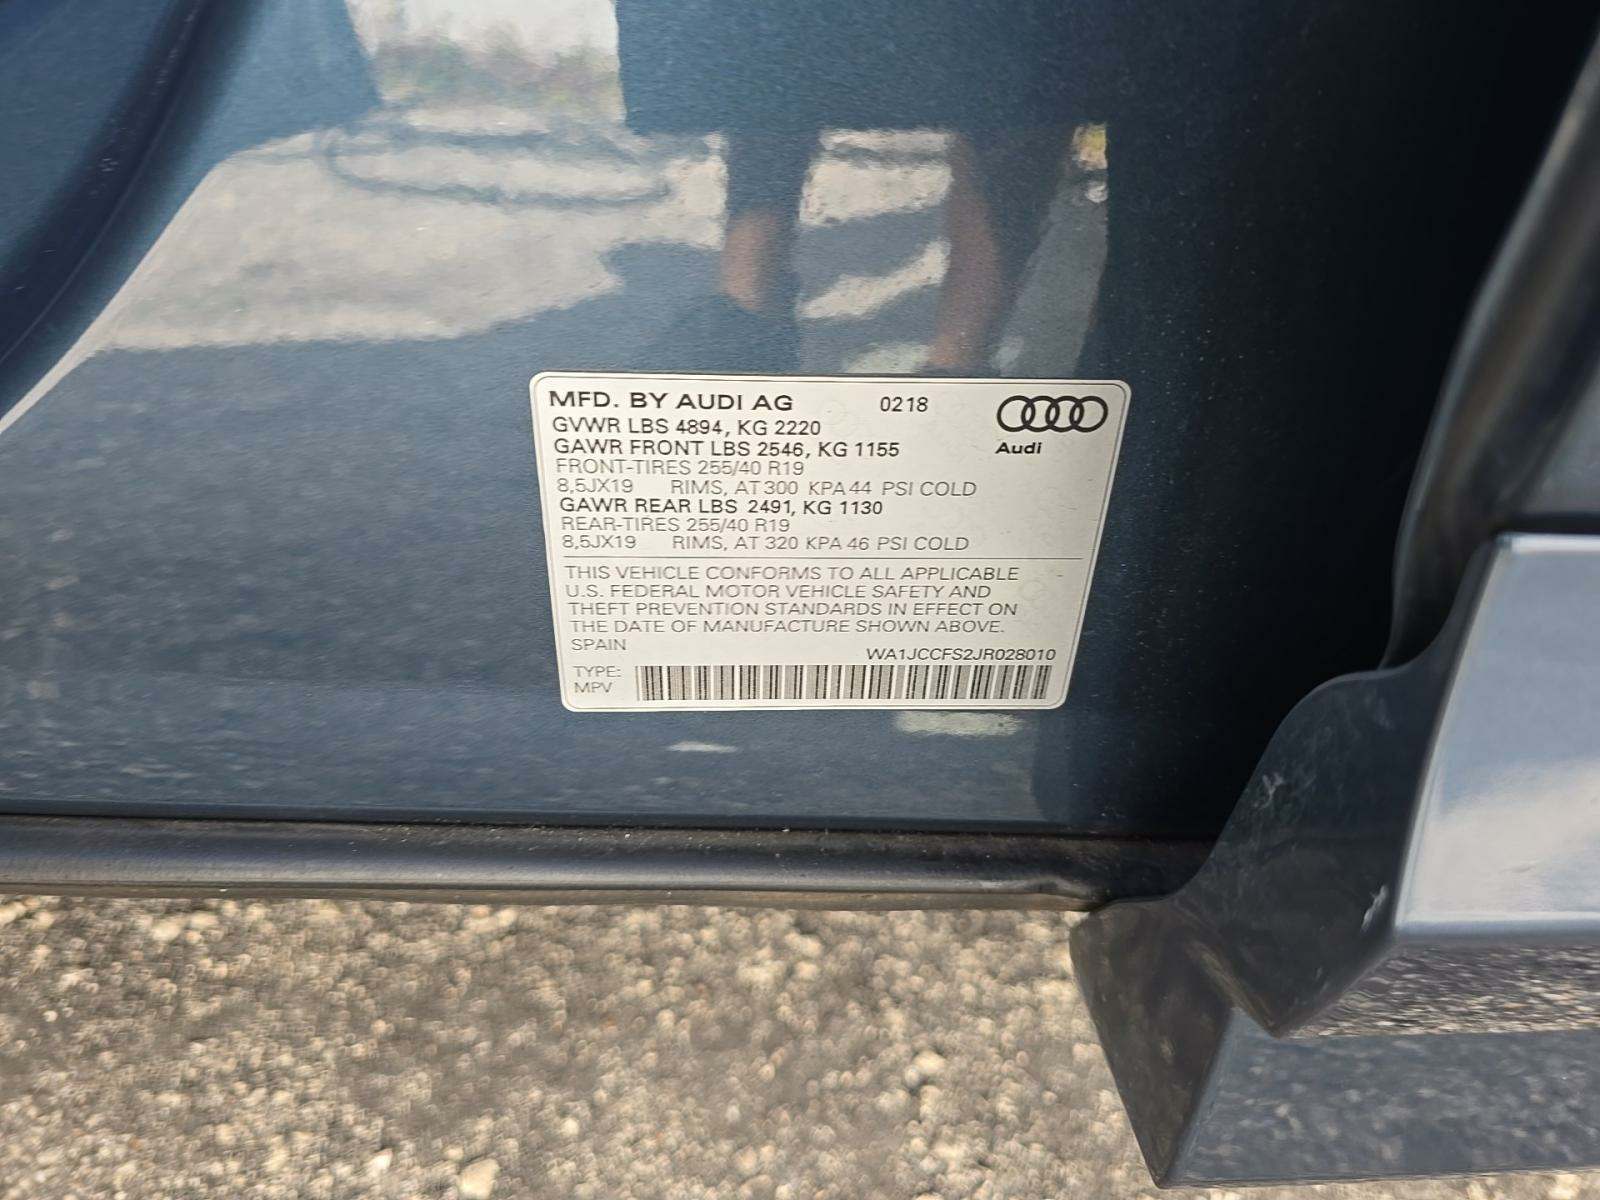 MFD. BY AUDI AG 0218
GVWR LBS 4894, KG 2220
GAWR FRONT LBS 2546, KG 1155
Audi
FRONT-TIRES 255/40 R19
8,5JX19 RIMS, AT 300 KPA 44 PSI COLD
GAWR REAR LBS 2491, KG 1130
REAR-TIRES 255/40 R19
8,5JX19 RIMS, AT 320 KPA 46 PSI COLD
THIS VEHICLE CONFORMS TO ALL APPLICABLE
U.S. FEDERAL MOTOR VEHICLE SAFETY AND
THEFT PREVENTION STANDARDS IN EFFECT ON
THE DATE OF MANUFACTURE SHOWN ABOVE.
SPAIN
WA1JCCFS2JR028010
TYPE:
MPV